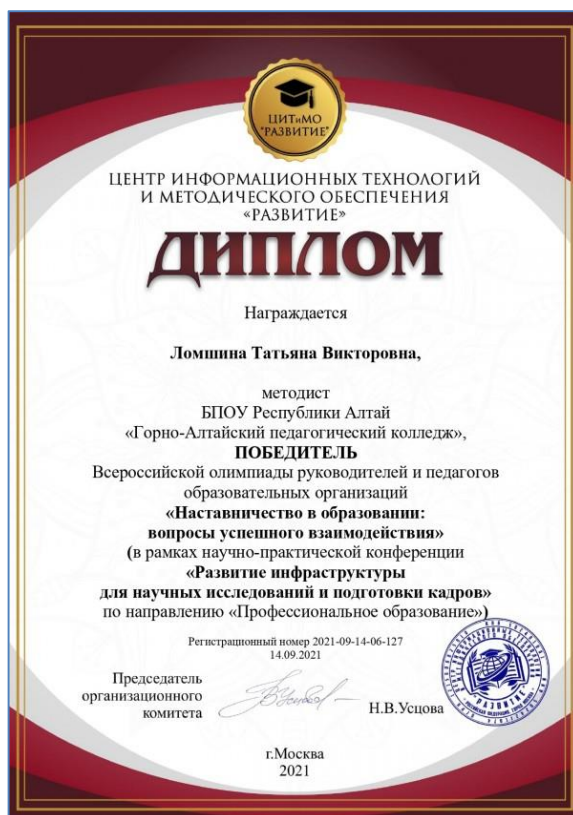 ЦИТиМО
"РАЗВИТИЕ"
ЦЕНТР ИНФОРМАЦИОННЫХ ТЕХНОЛОГИЙ
И МЕТОДИЧЕСКОГО ОБЕСПЕЧЕНИЯ
«РАЗВИТИЕ»
ДИПЛОМ
Награждается
Ломшина Татьяна Викторовна,
методист
БПОУ Республики Алтай
«Горно-Алтайский педагогический колледж»,
ПОБЕДИТЕЛЬ
Всероссийской олимпиады руководителей и педагогов
образовательных организаций
«Наставничество в образовании:
вопросы успешного взаимодействия»
(в рамках научно-практической конференции
«Развитие инфраструктуры
для научных исследований и подготовки кадров»
по направлению «Профессиональное образование»)
Регистрационный номер 2021-09-14-06-127
14.09.2021
Председатель
организационного
комитета
Н.В.Усцова
РАЗВИТИЕ
г.Москва
2021